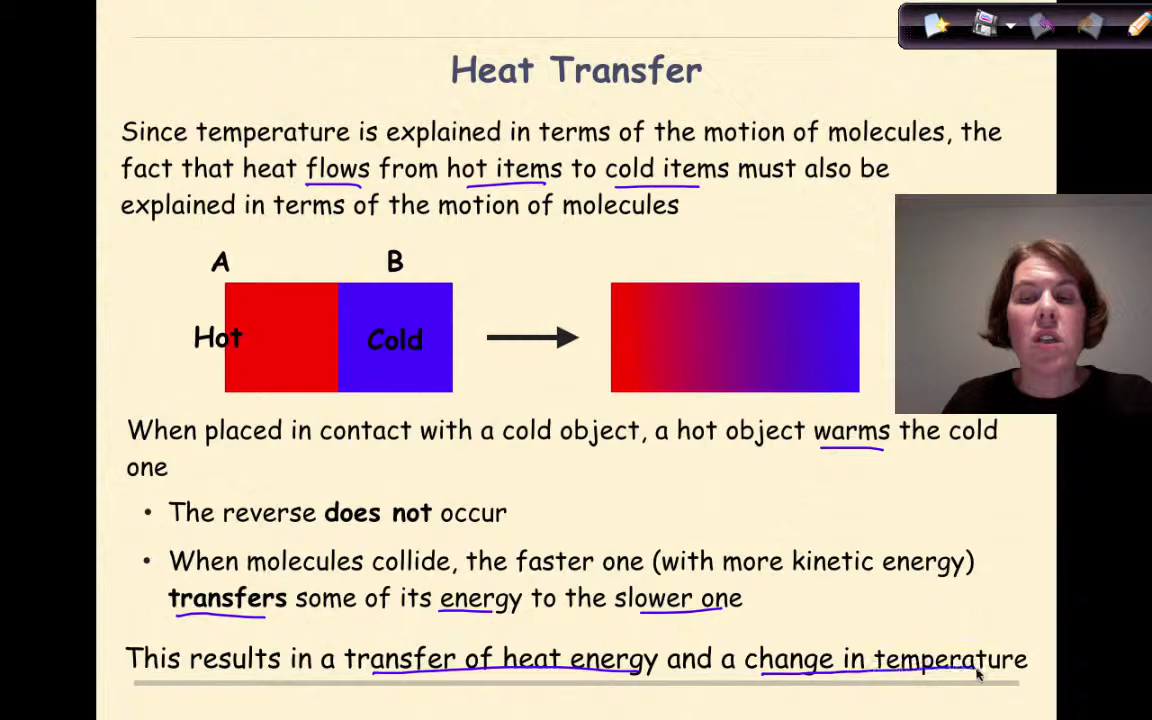 Heat Transfer
Since temperature is explained in terms of the motion of molecules, the
fact that heat flows from hot items to cold items must also be
explained in terms of the motion of molecules
A B
Hot Cold
When placed in contact with a cold object, a hot object warms the cold
one
• The reverse does not occur
• When molecules collide, the faster one (with more kinetic energy)
transfers some of its energy to the slower one
This results in a transfer of heat energy and a change in temperature